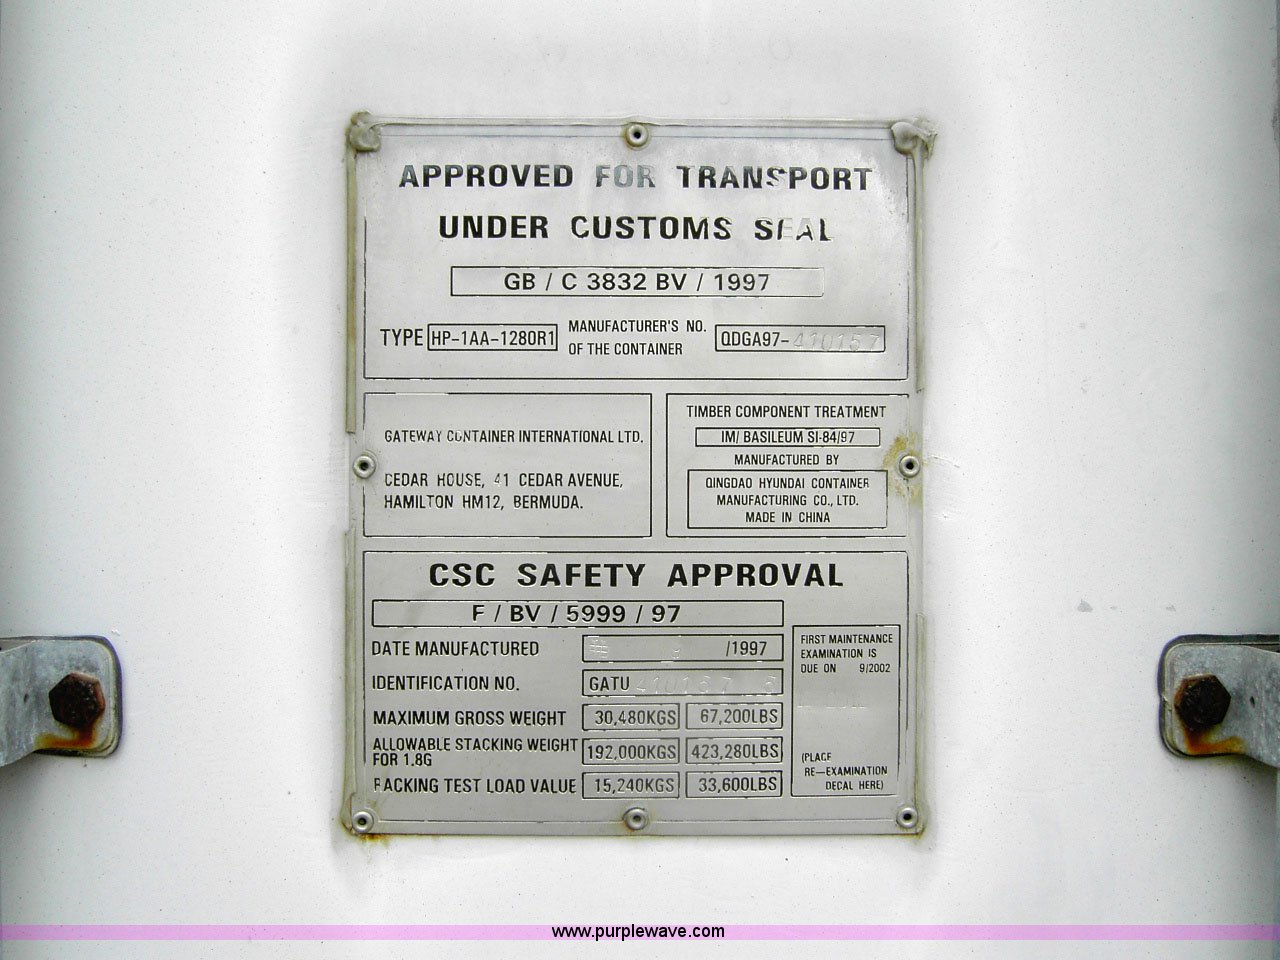 APPROVED FOR TRANSPORT
UNDER CUSTOMS SEAL
GB / C 3832 BV / 1997
TYPE HP-1AA-1280R1 MANUFACTURER'S NO. OF THE CONTAINER QDGA97-410157
GATEWAY CONTAINER INTERNATIONAL LTD.
CEDAR HOUSE, 41 CEDAR AVENUE,
HAMILTON HM12, BERMUDA.
TIMBER COMPONENT TREATMENT
IM/ BASILEUM SI-84/97
MANUFACTURED BY
QINGDAO HYUNDAI CONTAINER
MANUFACTURING CO., LTD.
MADE IN CHINA
CSC SAFETY APPROVAL
F / BV / 5999 / 97
DATE MANUFACTURED /1997
IDENTIFICATION NO. GATU 410157
MAXIMUM GROSS WEIGHT 30,480KGS 67,200LBS
ALLOWABLE STACKING WEIGHT
FOR 1.8G 192,000KGS 423,280LBS
RACKING TEST LOAD VALUE 15,240KGS 33,600LBS
FIRST MAINTENANCE
EXAMINATION IS
DUE ON 9/2002
(PLACE
RE-EXAMINATION
DECAL HERE)
www.purplewave.com